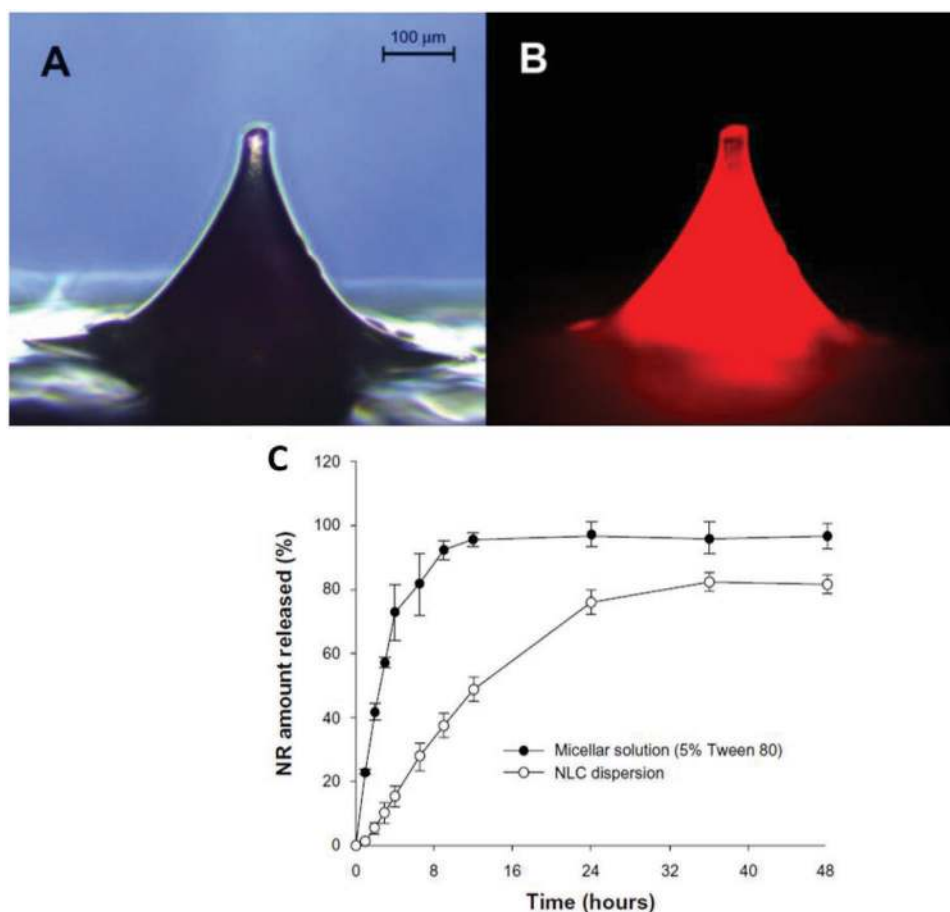 A
100 µm
B
C
120
100
80
60
40
20
0
NR amount released (%)
Micellar solution (5% Tween 80)
NLC dispersion
0 8 16 24 32 40 48
Time (hours)